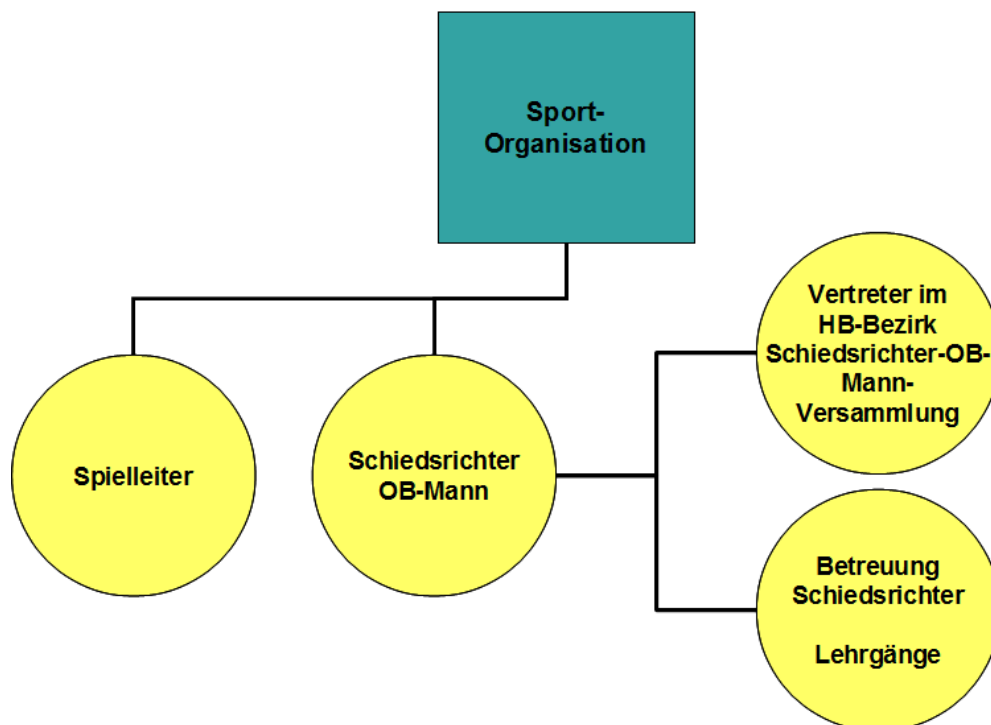 Sport-
Organisation
Vertreter im
HB-Bezirk
Schiedsrichter-OB-
Mann-
Versammlung
Spielleiter
Schiedsrichter
OB-Mann
Betreuung
Schiedsrichter
Lehrgänge